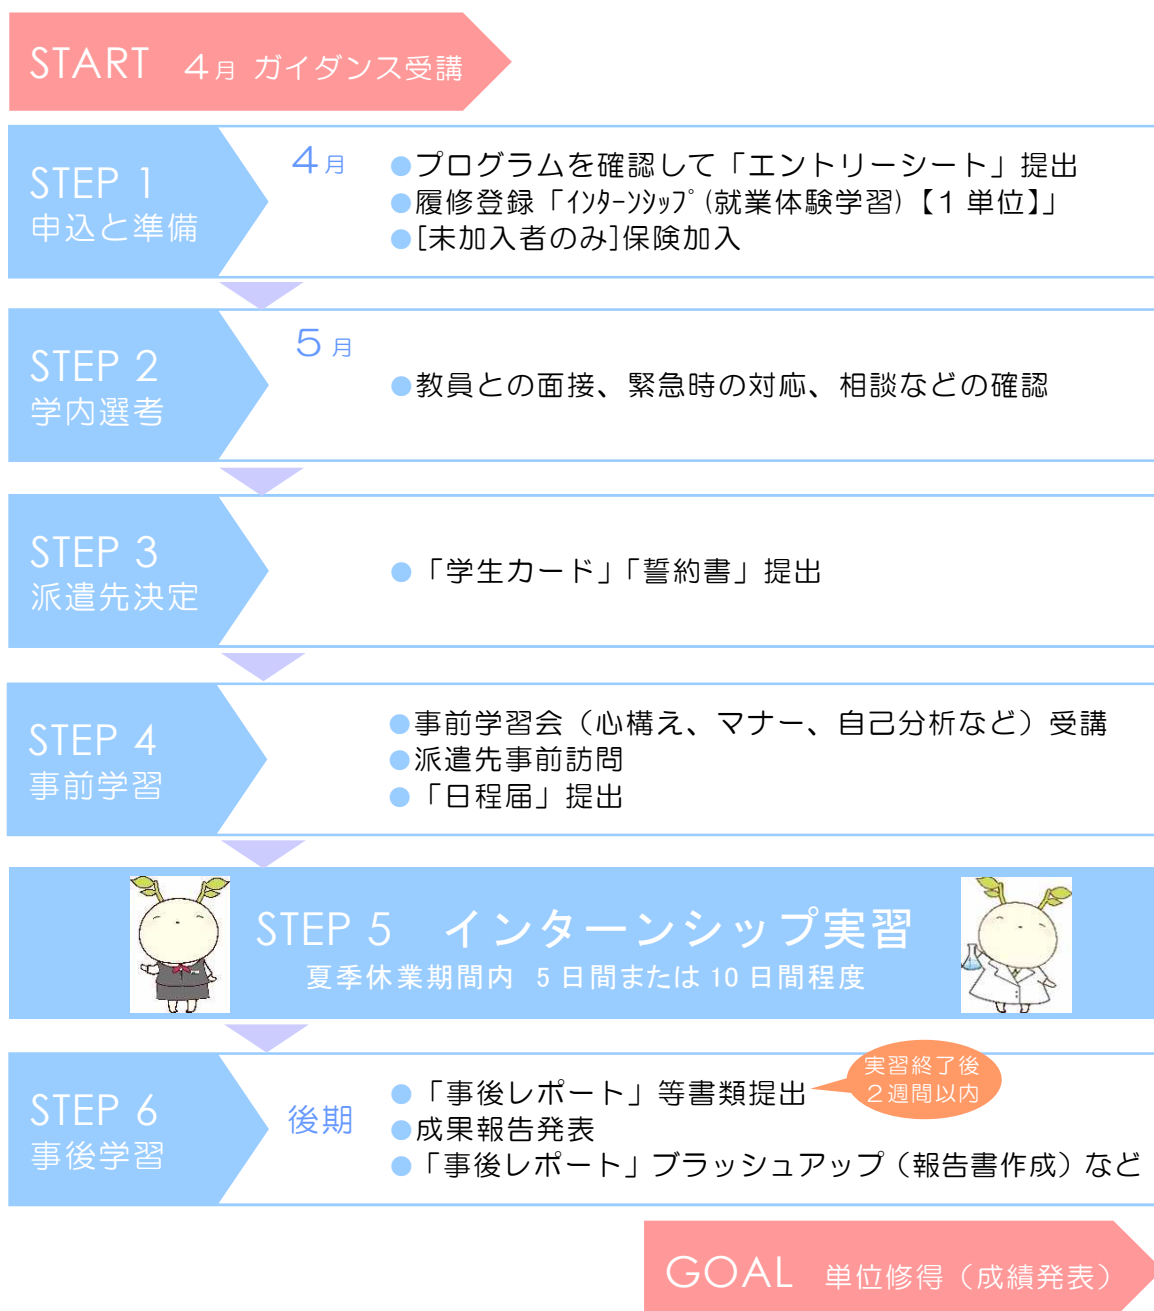 START 4月 ガイダンス受講
STEP 1
申込と準備
4月
●プログラムを確認して「エントリーシート」提出
●履修登録「ｲﾝﾀｰﾝｼｯﾌﾟ(就業体験学習)【1 単位】」
●[未加入者のみ]保険加入
STEP 2
学内選考
5月
●教員との面接、緊急時の対応、相談などの確認
STEP 3
派遣先決定
●「学生カード」「誓約書」提出
STEP 4
事前学習
●事前学習会（心構え、マナー、自己分析など）受講
●派遣先事前訪問
●「日程届」提出
STEP 5 インターンシップ実習
夏季休業期間内 5 日間または 10 日間程度
STEP 6
事後学習
後期
●「事後レポート」等書類提出
実習終了後
２週間以内
●成果報告発表
●「事後レポート」ブラッシュアップ（報告書作成）など
GOAL 単位修得（成績発表）